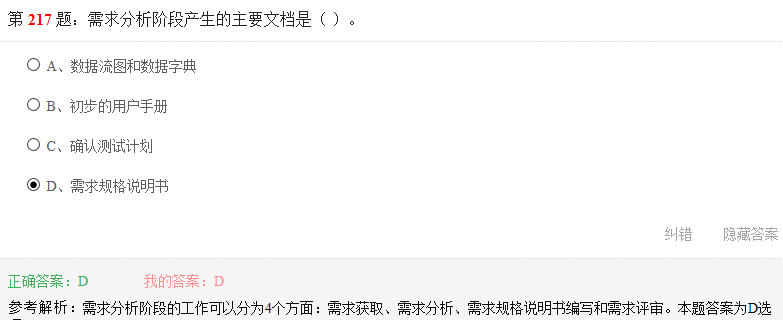 第 217 题：需求分析阶段产生的主要文档是（ ）。
A、数据流图和数据字典
B、初步的用户手册
C、确认测试计划
D、需求规格说明书
纠错 隐藏答案
正确答案：D 我的答案：D
参考解析：需求分析阶段的工作可以分为4个方面：需求获取、需求分析、需求规格说明书编写和需求评审。本题答案为D选